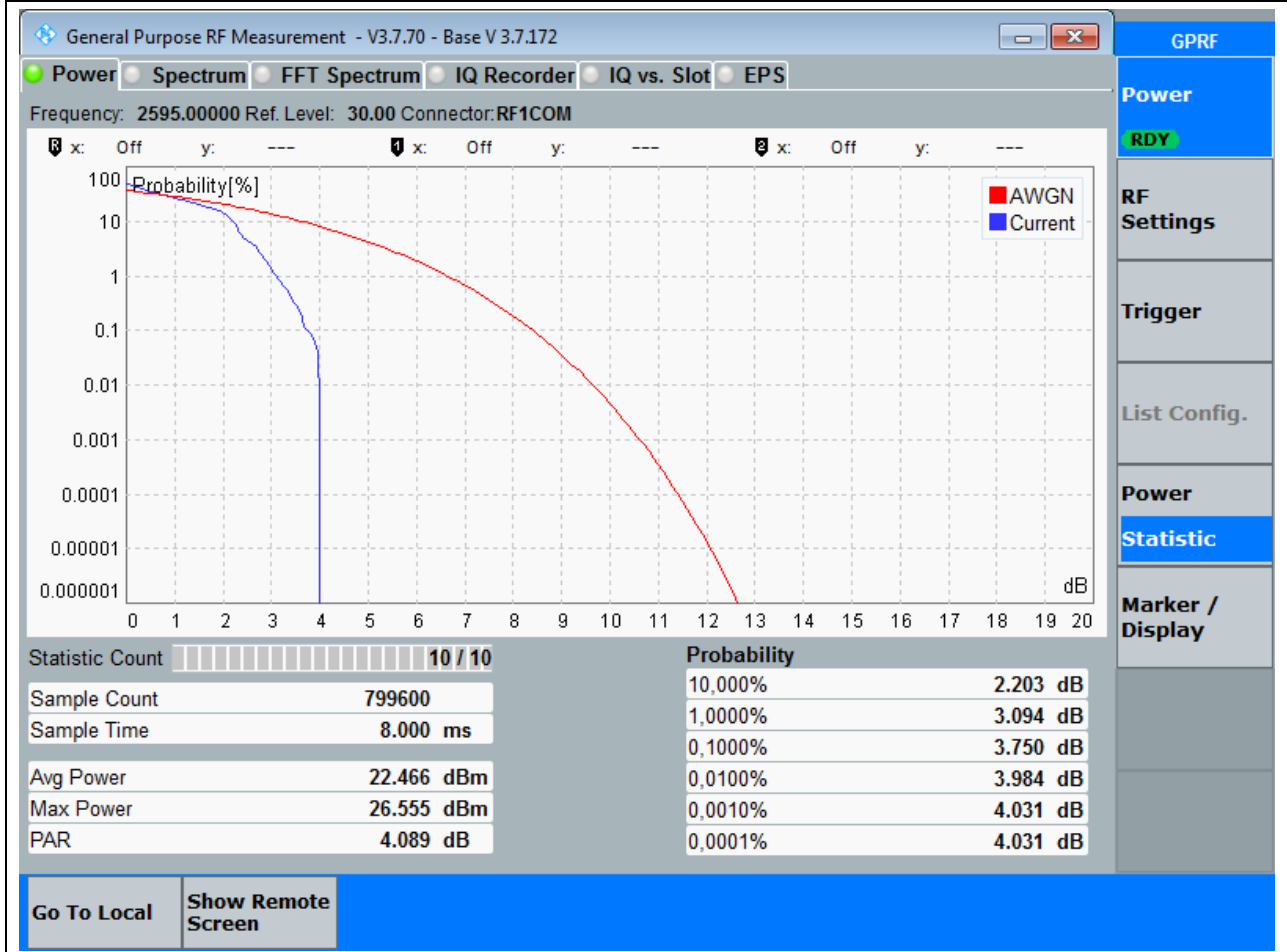 General Purpose RF Measurement - V3.7.70 - Base V 3.7.172
GPRF
Power Spectrum FFT Spectrum IQ Recorder IQ vs. Slot EPS
Frequency: 2595.00000 Ref. Level: 30.00 Connector: RF1COM
R x: Off y: --- 1 x: Off y: --- 2 x: Off y: ---
Probability[%]
100
10
1
0.1
0.01
0.001
0.0001
0.00001
0.000001
AWGN
Current
dB
0 1 2 3 4 5 6 7 8 9 10 11 12 13 14 15 16 17 18 19 20
Statistic Count 10 / 10
Sample Count 799600
Sample Time 8.000 ms
Avg Power 22.466 dBm
Max Power 26.555 dBm
PAR 4.089 dB
Probability
10,000% 2.203 dB
1,0000% 3.094 dB
0,1000% 3.750 dB
0,0100% 3.984 dB
0,0010% 4.031 dB
0,0001% 4.031 dB
Power
RDY
RF
Settings
Trigger
List Config.
Power
Statistic
Marker /
Display
Go To Local
Show Remote
Screen